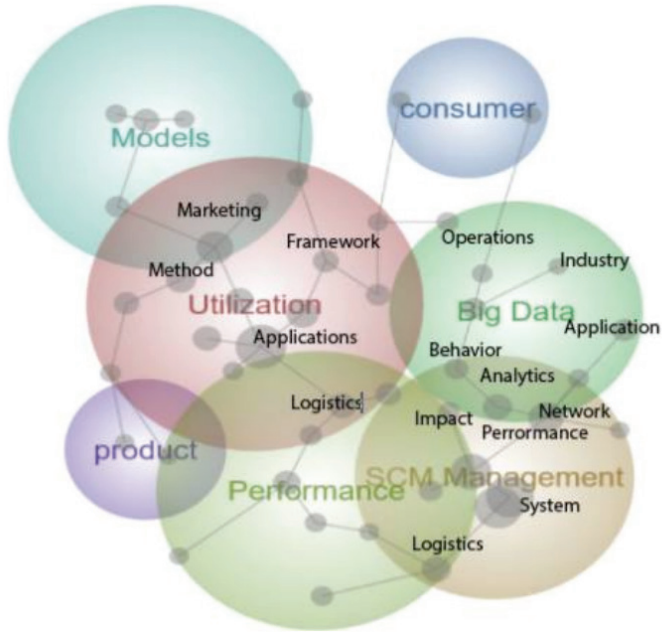 consumer
Models
Marketing
Framework
Operations
Method
Industry
Utilization
Big Data
Applications
Application
Behavior
Analytics
Logistics
Impact
Network
Perrormance
product
SCM Management
Performance
System
Logistics